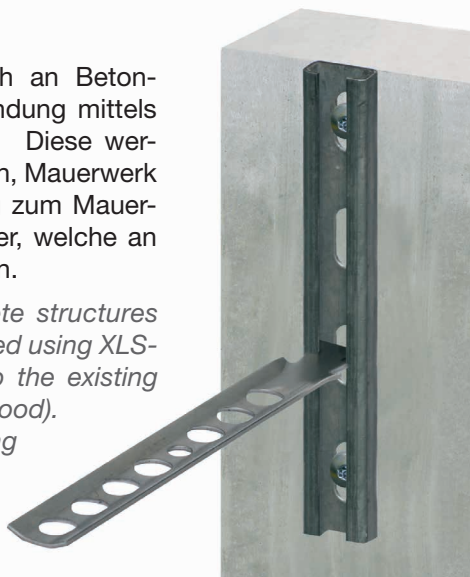 h an Beton-
ndung mittels
Diese wer-
n, Mauerwerk
zum Mauer-
er, welche an
n.
te structures
ed using XLS-
o the existing
ood).
ng